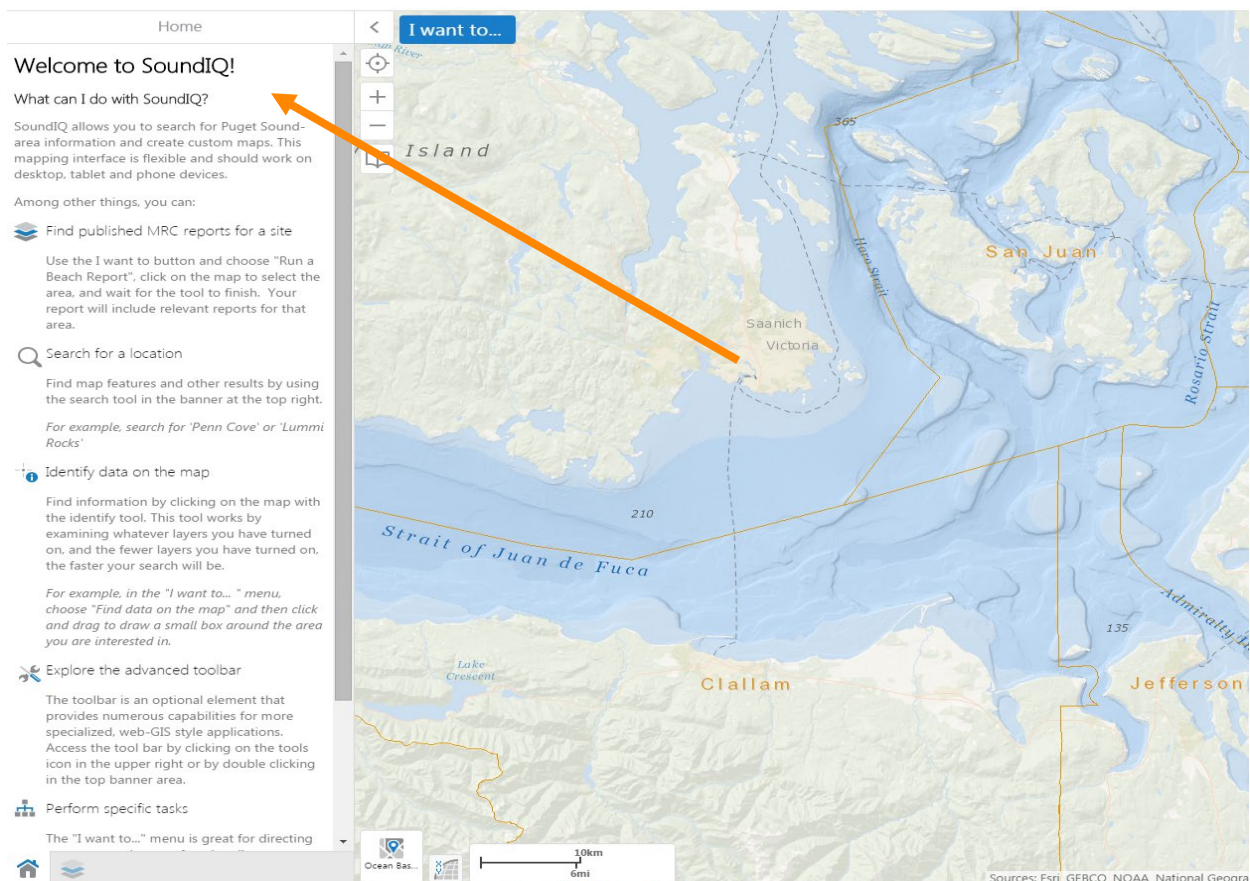 Home
Welcome to SoundIQ!
What can I do with SoundIQ?
SoundIQ allows you to search for Puget Sound-
area information and create custom maps. This
mapping interface is flexible and should work on
desktop, tablet and phone devices.
Among other things, you can:
Find published MRC reports for a site
Use the I want to button and choose "Run a
Beach Report", click on the map to select the
area, and wait for the tool to finish.  Your
report will include relevant reports for that
area.
Search for a location
Find map features and other results by using
the search tool in the banner at the top right.
For example, search for 'Penn Cove' or 'Lummi
Rocks'
Identify data on the map
Find information by clicking on the map with
the identify tool. This tool works by
examining whatever layers you have turned
on, and the fewer layers you have turned on,
the faster your search will be.
For example, in the "I want to... " menu,
choose "Find data on the map" and then click
and drag to draw a small box around the area
you are interested in.
Explore the advanced toolbar
The toolbar is an optional element that
provides numerous capabilities for more
specialized, web-GIS style applications.
Access the tool bar by clicking on the tools
icon in the upper right or by double clicking
in the top banner area.
Perform specific tasks
The "I want to..." menu is great for directing
I want to...
River
Island
365
San Juan
Haro Strait
Saanich
Victoria
Rosario Strait
210
Strait of Juan de Fuca
Admiralty
135
Lake
Crescent
Clallam
Jefferson
Ocean Bas...
10km
6mi
Sources: Esri, GEBCO, NOAA, National Geogra